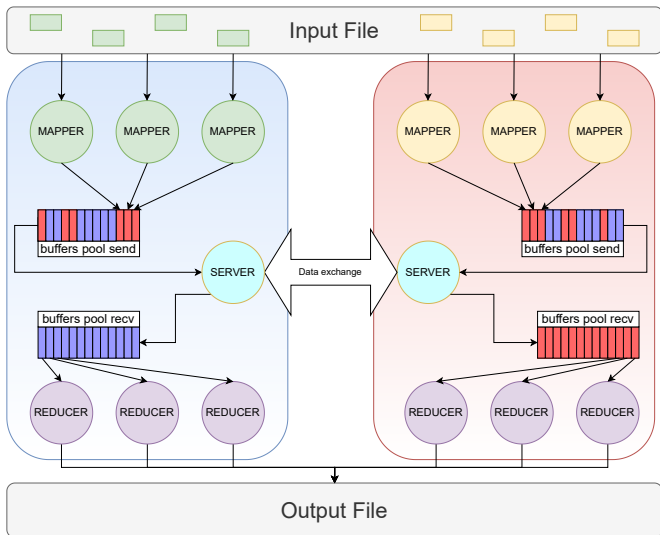 Input File
MAPPER
MAPPER
MAPPER
MAPPER
MAPPER
MAPPER
buffers pool send
buffers pool send
SERVER
Data exchange
SERVER
buffers pool recv
buffers pool recv
REDUCER
REDUCER
REDUCER
REDUCER
REDUCER
REDUCER
Output File